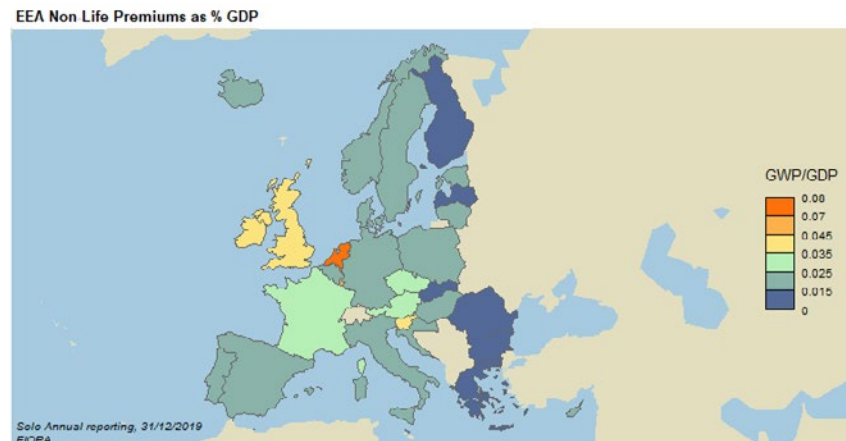 EEA Non-Life Premiums as % GDP
GWP/GDP
0.08
0.07
0.045
0.035
0.025
0.015
0
Solo Annual reporting, 31/12/2019
EIOPA